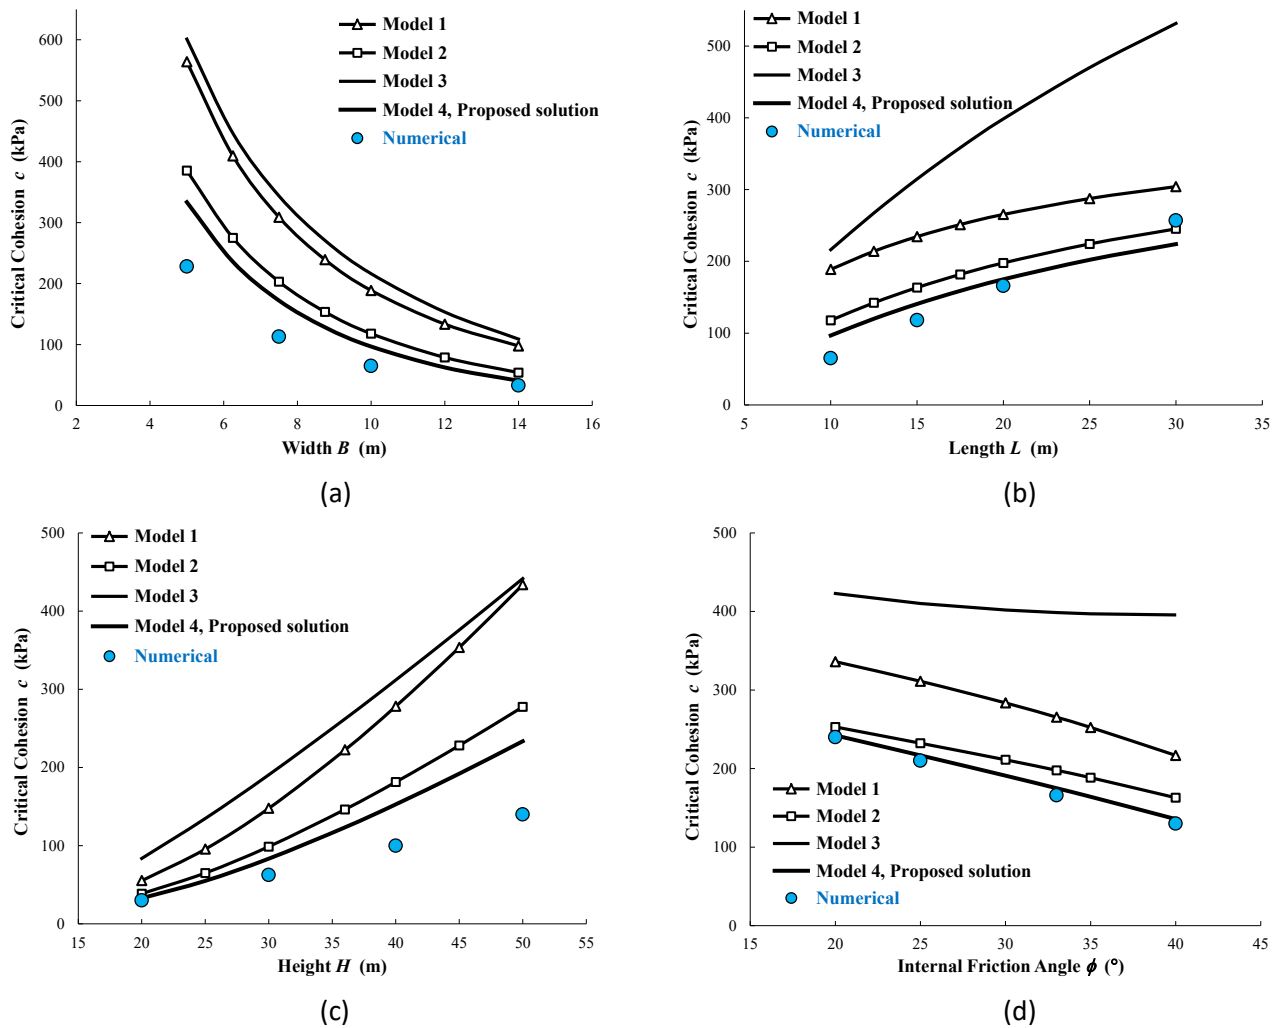 Model 1
Model 2
Model 3
Model 4, Proposed solution
Numerical
Critical Cohesion c (kPa)
600
500
400
300
200
100
0
2 4 6 8 10 12 14 16
Width B (m)
(a)
Model 1
Model 2
Model 3
Model 4, Proposed solution
Numerical
Critical Cohesion c (kPa)
500
400
300
200
100
0
5 10 15 20 25 30 35
Length L (m)
(b)
Model 1
Model 2
Model 3
Model 4, Proposed solution
Numerical
Critical Cohesion c (kPa)
500
400
300
200
100
0
15 20 25 30 35 40 45 50 55
Height H (m)
(c)
Critical Cohesion c (kPa)
500
400
300
200
100
0
Model 1
Model 2
Model 3
Model 4, Proposed solution
Numerical
15 20 25 30 35 40 45
Internal Friction Angle ϕ (°)
(d)